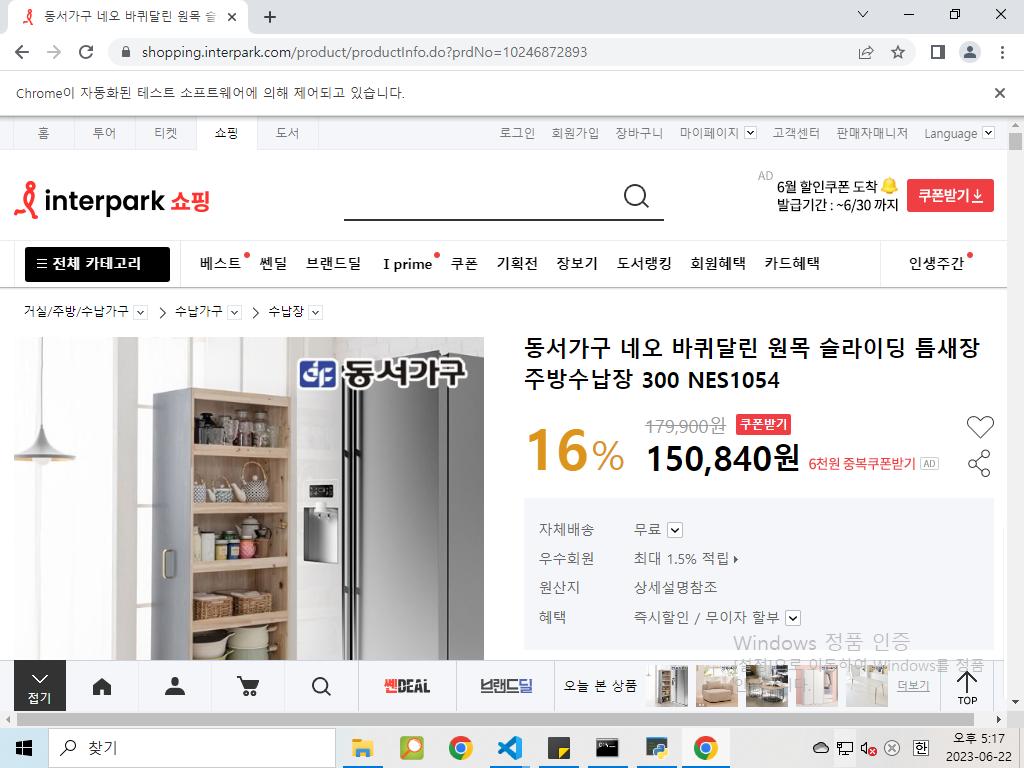 동서가구 네오 바퀴달린 원목 슬
shopping.interpark.com/product/productInfo.do?prdNo=10246872893
Chrome이 자동화된 테스트 소프트웨어에 의해 제어되고 있습니다.
홈 투어 티켓 쇼핑 도서 로그인 회원가입 장바구니 마이페이지 고객센터 판매자매니저 Language
interpark 쇼핑
AD 6월 할인쿠폰 도착
발급기간 : ~6/30 까지
쿠폰받기
전체 카테고리 베스트 쎈딜 브랜드딜 I prime 쿠폰 기획전 장보기 도서랭킹 회원혜택 카드혜택 인생주간
거실/주방/수납가구 수납가구 수납장
동서가구
동서가구 네오 바퀴달린 원목 슬라이딩 틈새장
주방수납장 300 NES1054
16%
179,900원 쿠폰받기
150,840원 6천원 중복쿠폰받기 AD
자체배송 무료
우수회원 최대 1.5% 적립
원산지 상세설명참조
혜택 즉시할인 / 무이자 할부
Windows 정품 인증
[설정]으로 이동하여 Windows를 정품
접기 쎈DEAL 브랜드딜 오늘 본 상품 더보기 TOP
찾기
한
오후 5:17
2023-06-22